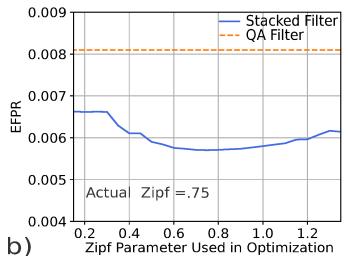 0.009
0.008
0.007
0.006
0.005
0.004
EFPR
Stacked Filter
QA Filter
Actual Zipf =.75
0.2 0.4 0.6 0.8 1.0 1.2
Zipf Parameter Used in Optimization
b)